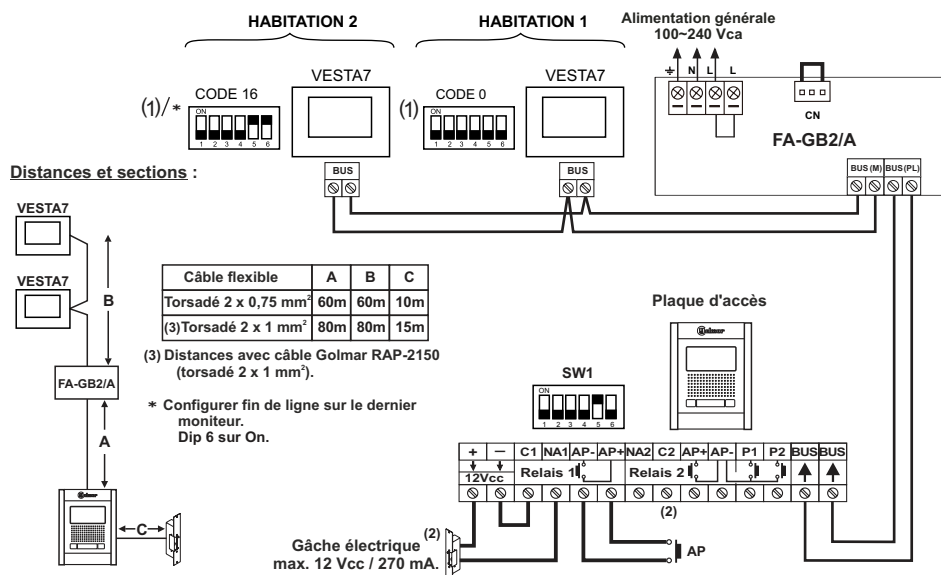 HABITATION 2
HABITATION 1
Alimentation générale
100~240 Vca
(1)/*
CODE 16
ON
1 2 3 4 5 6
VESTA7
BUS
(1)
CODE 0
ON
1 2 3 4 5 6
VESTA7
BUS
N L L
CN
FA-GB2/A
BUS (M) BUS (PL)
Distances et sections :
VESTA7
VESTA7
B
FA-GB2/A
A
C
Golmar
Câble flexible A B C
Torsadé 2 x 0,75 mm² 60m 60m 10m
(3)Torsadé 2 x 1 mm² 80m 80m 15m
(3) Distances avec câble Golmar RAP-2150
(torsadé 2 x 1 mm²).
* Configurer fin de ligne sur le dernier
moniteur.
Dip 6 sur On.
Plaque d'accès
Golmar
SW1
ON
1 2 3 4 5 6
+ − C1 NA1 AP- AP+ NA2 C2 AP+ AP- P1 P2 BUS BUS
12Vcc Relais 1 Relais 2
(2)
(2)
Gâche électrique
max. 12 Vcc / 270 mA.
AP